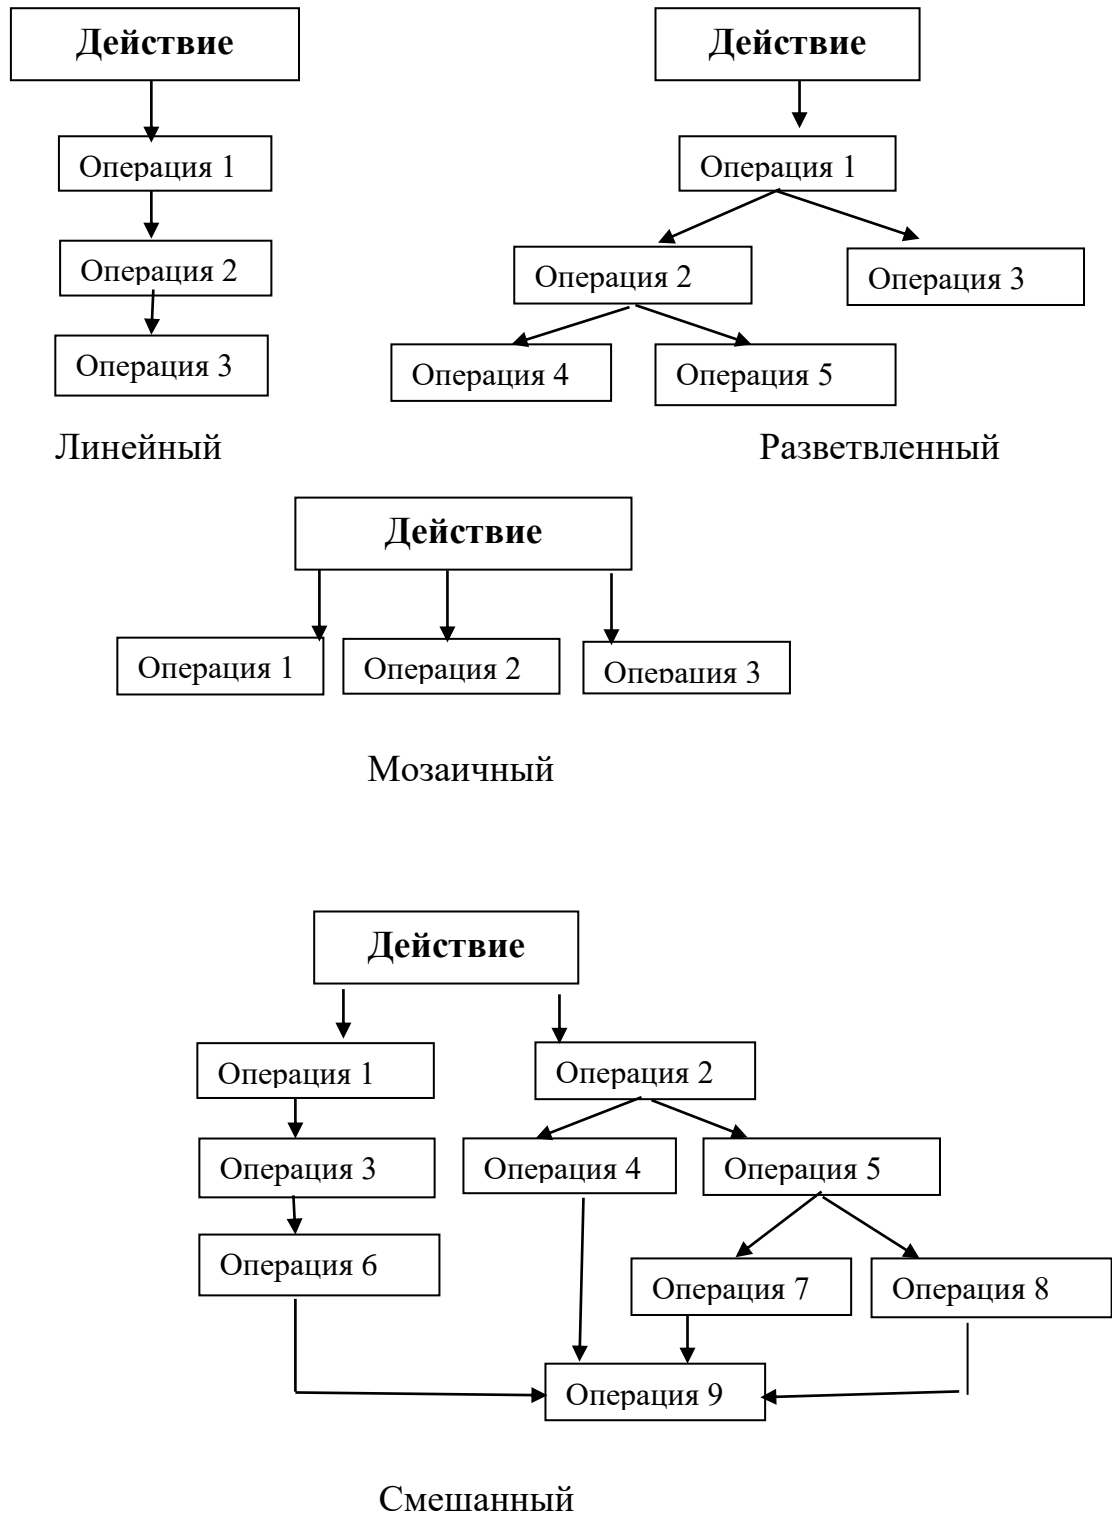 Действие
Операция 1
Операция 2
Операция 3
Линейный
Действие
Операция 1
Операция 2
Операция 3
Операция 4
Операция 5
Разветвленный
Действие
Операция 1
Операция 2
Операция 3
Мозаичный
Действие
Операция 1
Операция 2
Операция 3
Операция 4
Операция 5
Операция 6
Операция 7
Операция 8
Операция 9
Смешанный